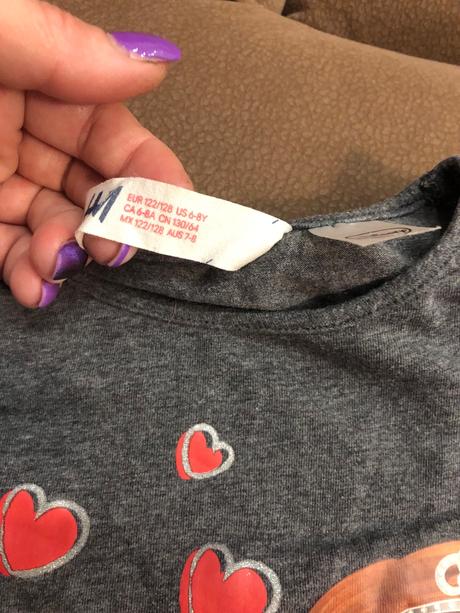 EUR 122/128 US 6-8Y
CA 6-8A CN 130/64
MX 122/128 AUS 7-8